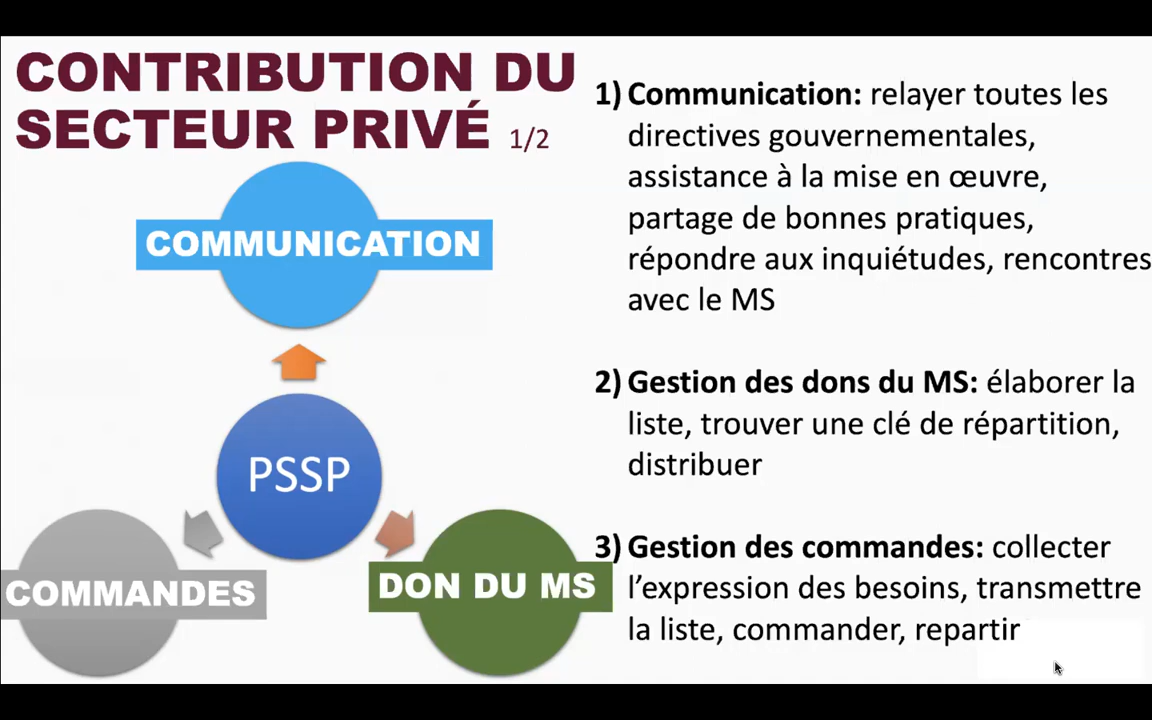 CONTRIBUTION DU
SECTEUR PRIVÉ 1/2
COMMUNICATION
PSSP
COMMANDES
DON DU MS
1) Communication: relayer toutes les
directives gouvernementales,
assistance à la mise en œuvre,
partage de bonnes pratiques,
répondre aux inquiétudes, rencontres
avec le MS
2) Gestion des dons du MS: élaborer la
liste, trouver une clé de répartition,
distribuer
3) Gestion des commandes: collecter
l’expression des besoins, transmettre
la liste, commander, repartir